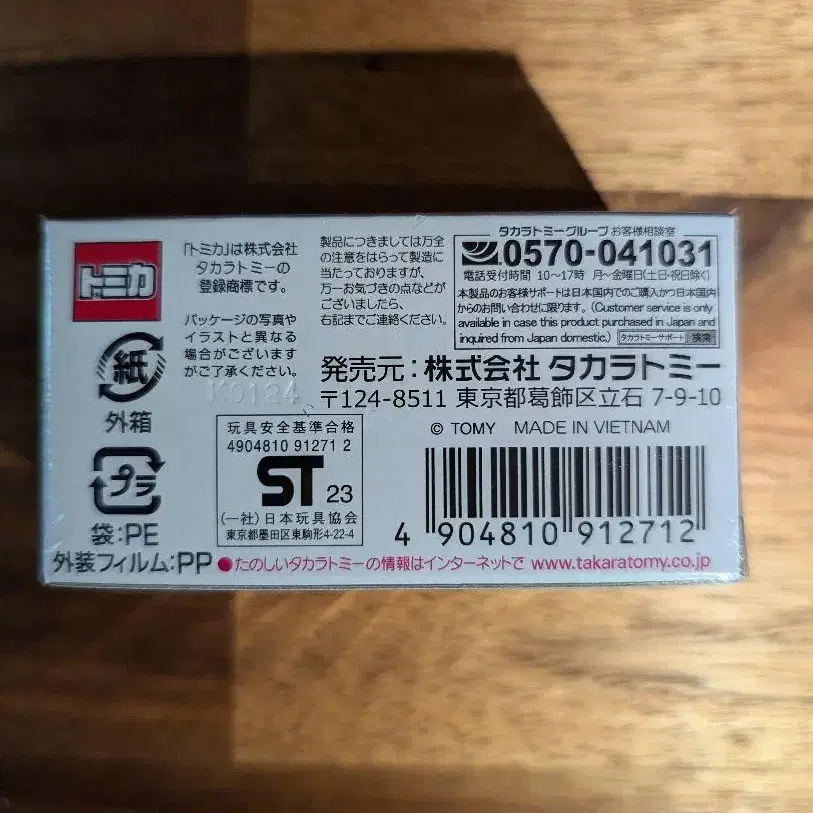 トミカ
「トミカ」は株式会社
タカラトミーの
登録商標です。
パッケージの写真や
イラストと異なる
場合がございます
がご了承ください。
製品につきましては万全
の注意をはらって製造に
当たっておりますが、
万一お気づきの点などが
ございましたら、
右記までご連絡ください。
タカラトミーグループ お客様相談室
0570-041031
電話受付時間 10〜17時 月〜金曜日(土・日・祝日除く)
本製品のお客様サポートは日本国内でのご購入かつ日本国内
からのお問い合わせに限ります。(Customer service is only
available in case this product purchased in Japan and
inquired from Japan domestic.) タカラトミーサポート 検索
紙
外箱
K0124
発売元:株式会社 タカラトミー
〒124-8511 東京都葛飾区立石 7-9-10
© TOMY MADE IN VIETNAM
プラ
袋:PE
外装フィルム:PP
玩具安全基準合格
4904810 91271 2
ST 23
(一社)日本玩具協会
東京都墨田区東駒形4-22-4
4 904810 912712
●たのしいタカラトミーの情報はインターネットで www.takaratomy.co.jp